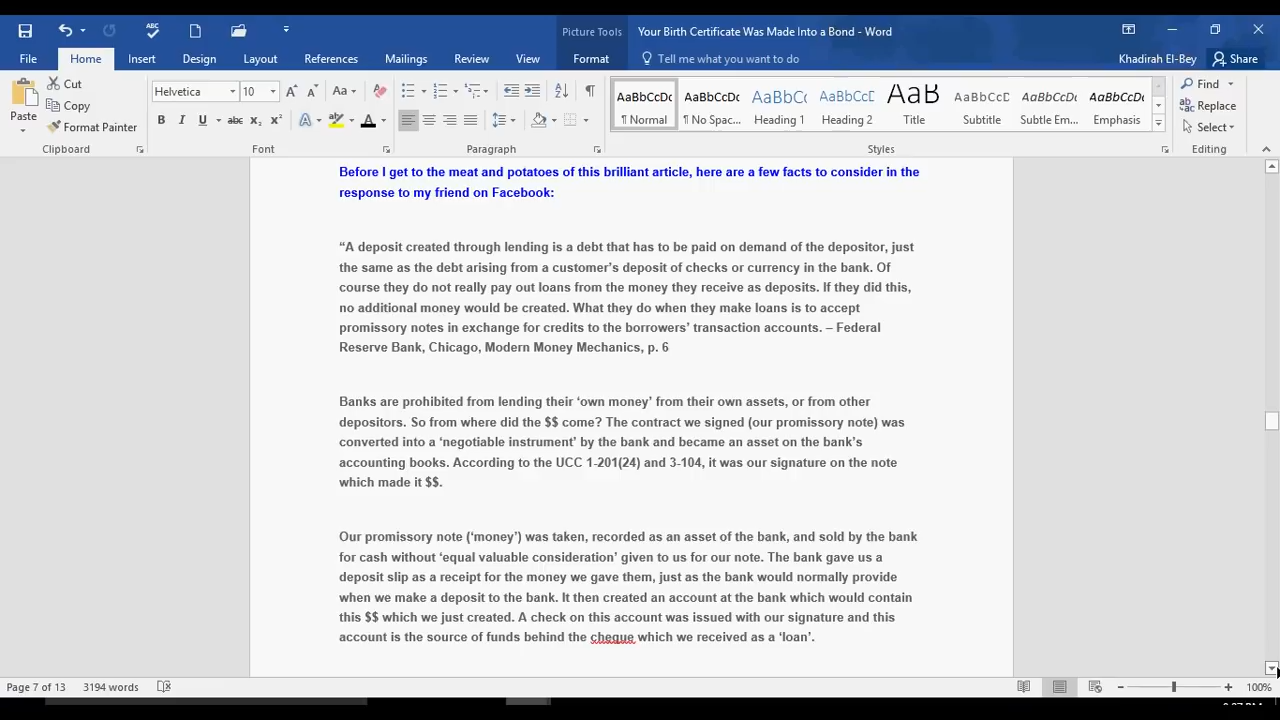 ABC
Picture Tools
Your Birth Certificate Was Made Into a Bond - Word
File
Home
Insert
Design
Layout
References
Mailings
Review
View
Format
Tell me what you want to do
Khadirah El-Bey
Share
Paste
Cut
Copy
Format Painter
Clipboard
Helvetica
10
Aa
B I U abc x₂ x²
Font
Paragraph
AaBbCcDc
¶ Normal
AaBbCcDc
¶ No Spac...
AaBbCc
Heading 1
AaBbCcC
Heading 2
AaB
Title
AaBbCcD
Subtitle
AaBbCcDc
Subtle Em...
AaBbCcDc
Emphasis
Styles
Find
Replace
Select
Editing
Before I get to the meat and potatoes of this brilliant article, here are a few facts to consider in the
response to my friend on Facebook:
“A deposit created through lending is a debt that has to be paid on demand of the depositor, just
the same as the debt arising from a customer’s deposit of checks or currency in the bank. Of
course they do not really pay out loans from the money they receive as deposits. If they did this,
no additional money would be created. What they do when they make loans is to accept
promissory notes in exchange for credits to the borrowers’ transaction accounts. – Federal
Reserve Bank, Chicago, Modern Money Mechanics, p. 6
Banks are prohibited from lending their ‘own money’ from their own assets, or from other
depositors. So from where did the $$ come? The contract we signed (our promissory note) was
converted into a ‘negotiable instrument’ by the bank and became an asset on the bank’s
accounting books. According to the UCC 1-201(24) and 3-104, it was our signature on the note
which made it $$.
Our promissory note (‘money’) was taken, recorded as an asset of the bank, and sold by the bank
for cash without ‘equal valuable consideration’ given to us for our note. The bank gave us a
deposit slip as a receipt for the money we gave them, just as the bank would normally provide
when we make a deposit to the bank. It then created an account at the bank which would contain
this $$ which we just created. A check on this account was issued with our signature and this
account is the source of funds behind the cheque which we received as a ‘loan’.
Page 7 of 13
3194 words
100%